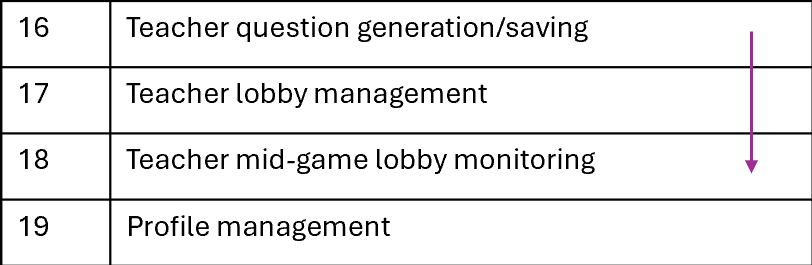 16 Teacher question generation/saving
17 Teacher lobby management
18 Teacher mid-game lobby monitoring
19 Profile management